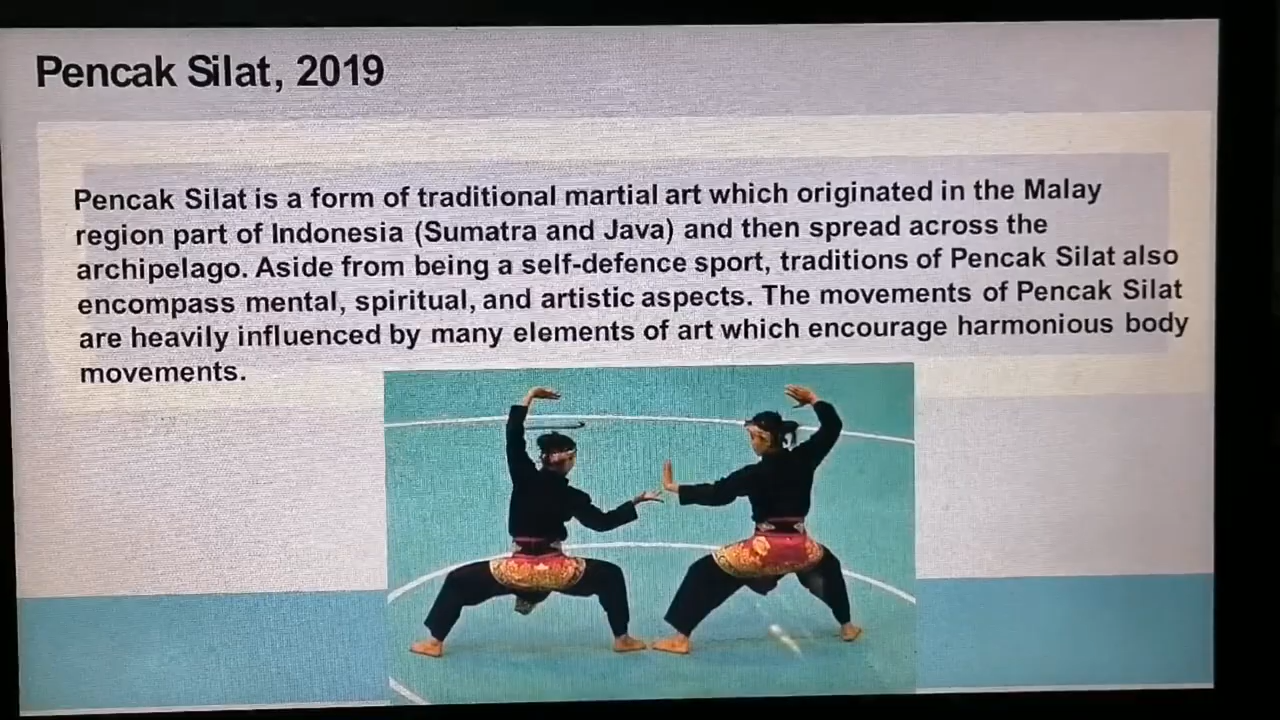 Pencak Silat, 2019
Pencak Silat is a form of traditional martial art which originated in the Malay
region part of Indonesia (Sumatra and Java) and then spread across the
archipelago. Aside from being a self-defence sport, traditions of Pencak Silat also
encompass mental, spiritual, and artistic aspects. The movements of Pencak Silat
are heavily influenced by many elements of art which encourage harmonious body
movements.